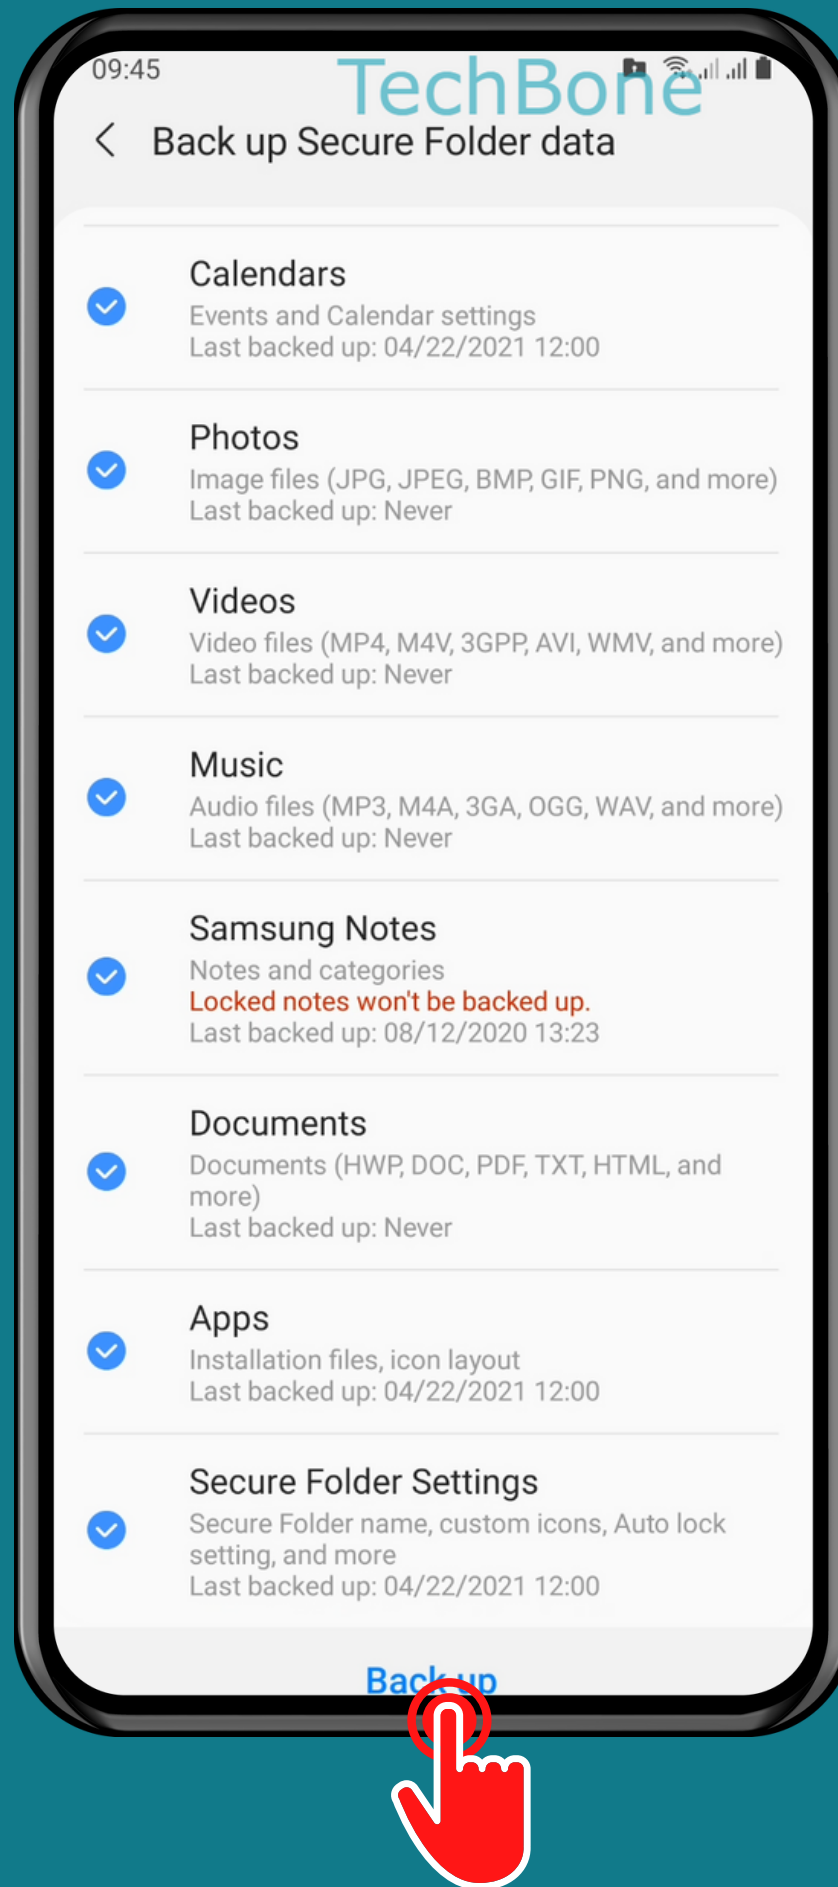 09:45
TechBone
Back up Secure Folder data
Calendars
Events and Calendar settings
Last backed up: 04/22/2021 12:00
Photos
Image files (JPG, JPEG, BMP, GIF, PNG, and more)
Last backed up: Never
Videos
Video files (MP4, M4V, 3GPP, AVI, WMV, and more)
Last backed up: Never
Music
Audio files (MP3, M4A, 3GA, OGG, WAV, and more)
Last backed up: Never
Samsung Notes
Notes and categories
Locked notes won't be backed up.
Last backed up: 08/12/2020 13:23
Documents
Documents (HWP, DOC, PDF, TXT, HTML, and
more)
Last backed up: Never
Apps
Installation files, icon layout
Last backed up: 04/22/2021 12:00
Secure Folder Settings
Secure Folder name, custom icons, Auto lock
setting, and more
Last backed up: 04/22/2021 12:00
Back up